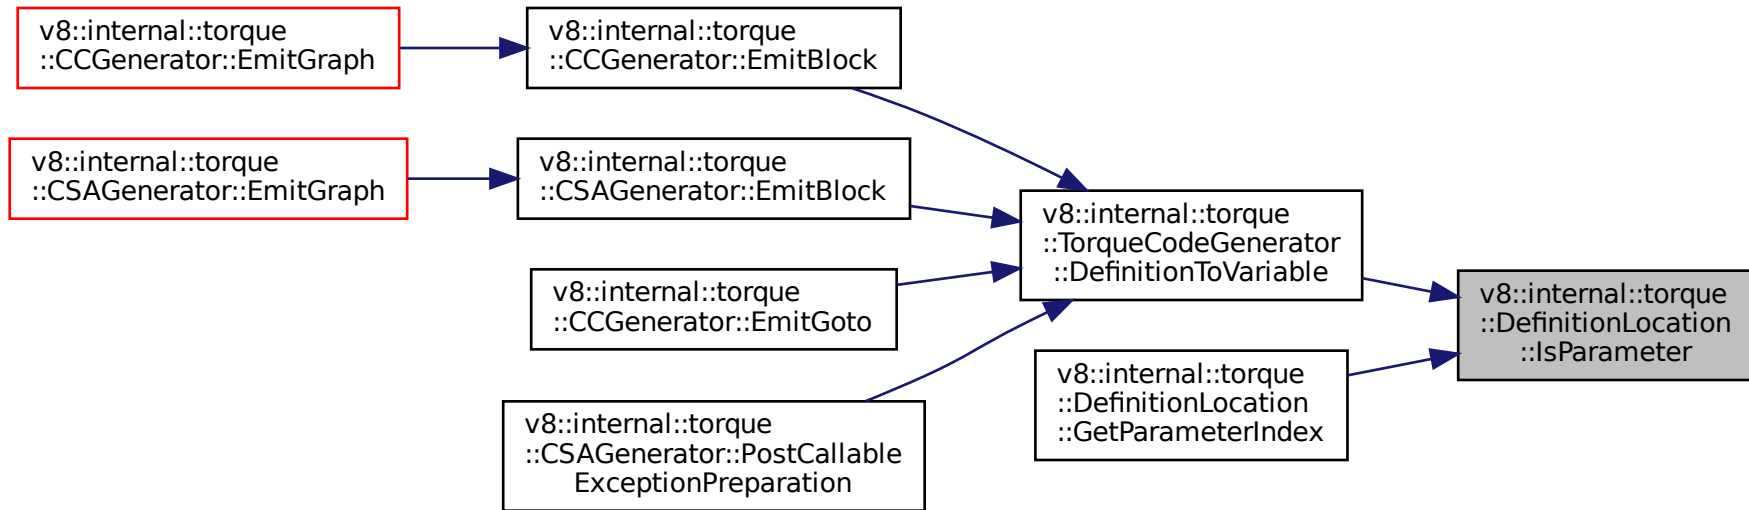 v8::internal::torque
::CCGenerator::EmitGraph
v8::internal::torque
::CCGenerator::EmitBlock
v8::internal::torque
::CSAGenerator::EmitGraph
v8::internal::torque
::CSAGenerator::EmitBlock
v8::internal::torque
::TorqueCodeGenerator
::DefinitionToVariable
v8::internal::torque
::CCGenerator::EmitGoto
v8::internal::torque
::DefinitionLocation
::IsParameter
v8::internal::torque
::DefinitionLocation
::GetParameterIndex
v8::internal::torque
::CSAGenerator::PostCallable
ExceptionPreparation